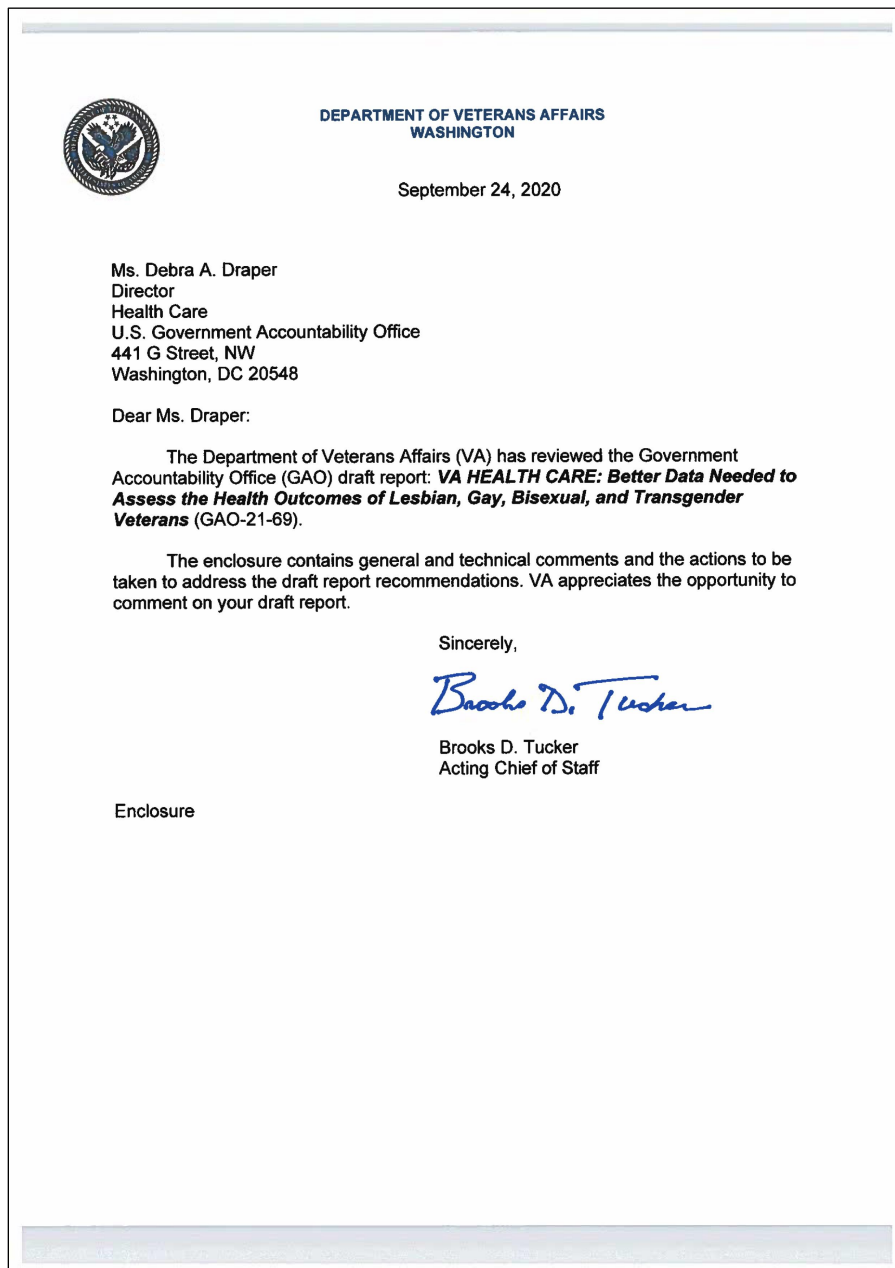 DEPARTMENT OF VETERANS AFFAIRS
WASHINGTON
September 24, 2020
Ms. Debra A. Draper
Director
Health Care
U.S. Government Accountability Office
441 G Street, NW
Washington, DC 20548
Dear Ms. Draper:
The Department of Veterans Affairs (VA) has reviewed the Government
Accountability Office (GAO) draft report: VA HEALTH CARE: Better Data Needed to
Assess the Health Outcomes of Lesbian, Gay, Bisexual, and Transgender
Veterans (GAO-21-69).
The enclosure contains general and technical comments and the actions to be
taken to address the draft report recommendations. VA appreciates the opportunity to
comment on your draft report.
Sincerely,
Brooks D. Tucker
Brooks D. Tucker
Acting Chief of Staff
Enclosure